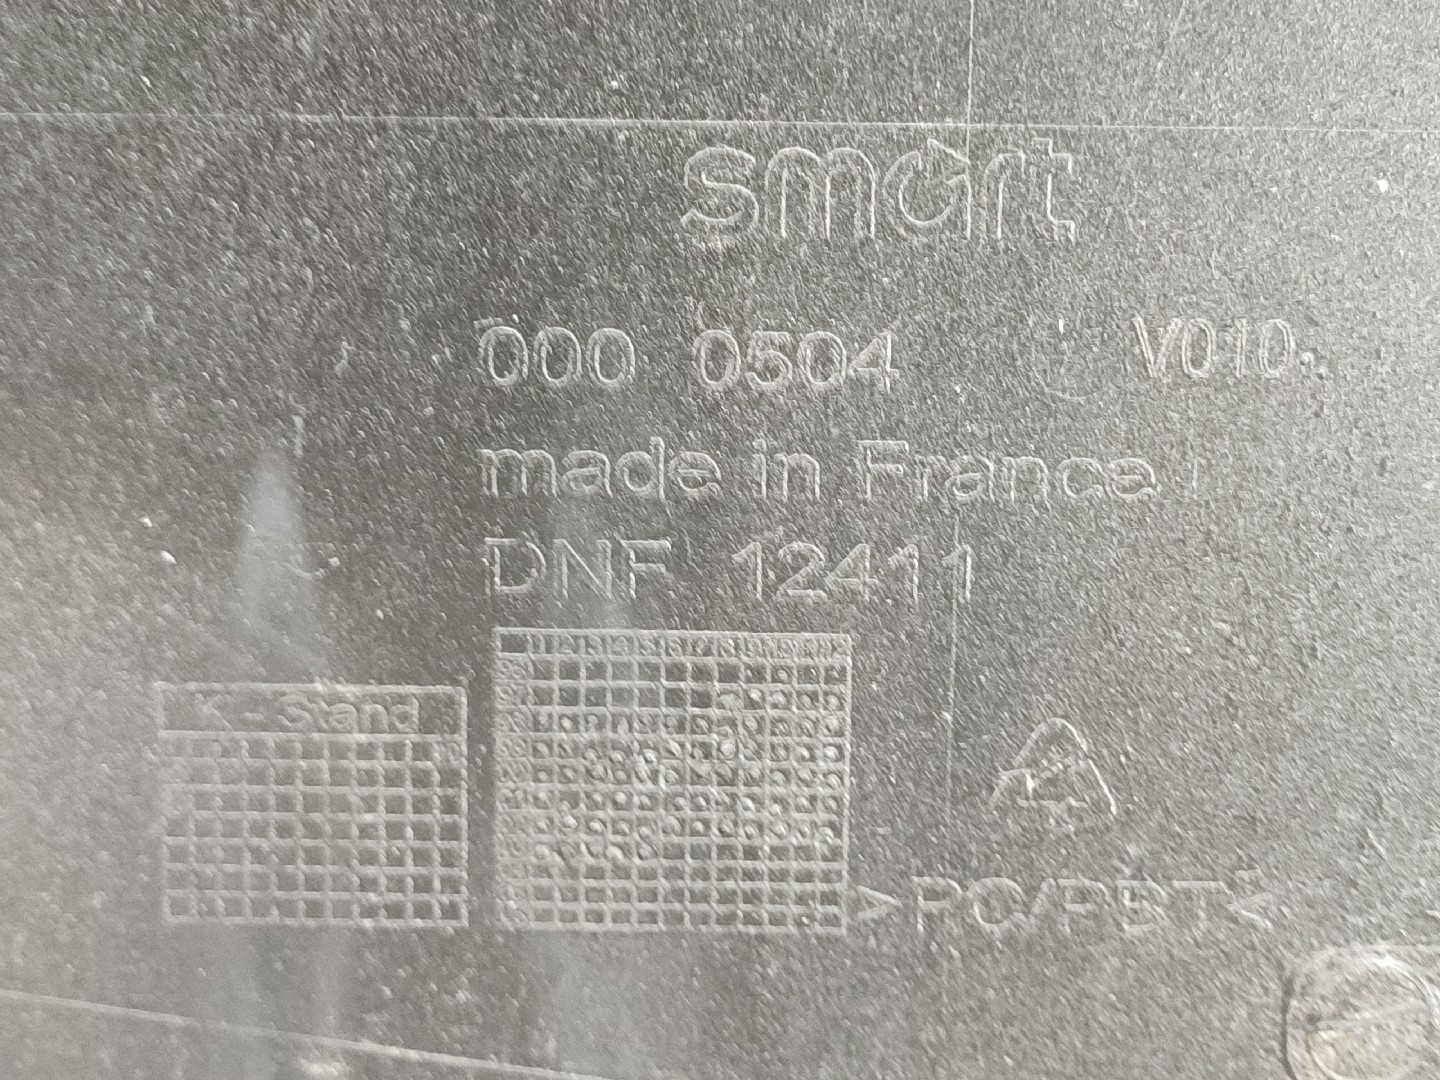 smart
000 0504 V010
made in France
DNF 12411
K - Stand
>PC/PBT<